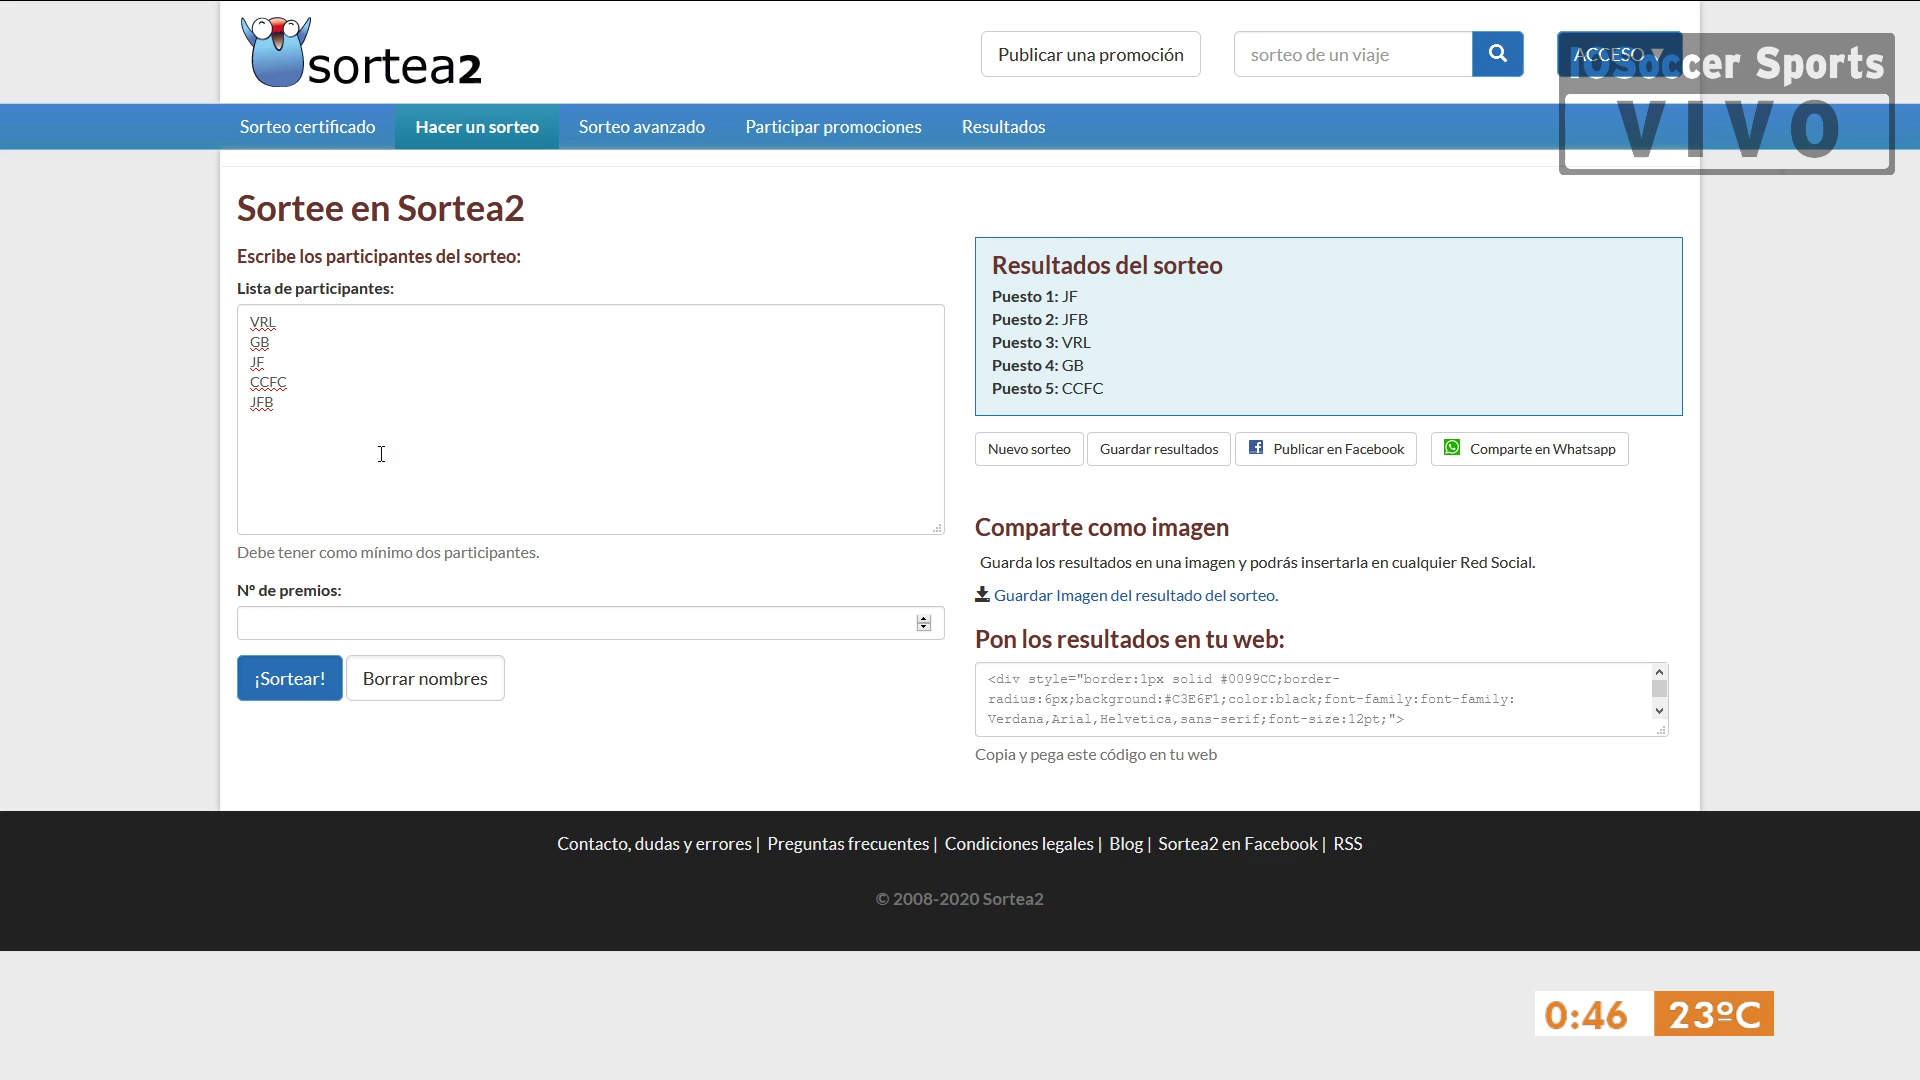 sortea2
Publicar una promoción
sorteo de un viaje
ACCESO ▼
IOSoccer Sports
VIVO
Sorteo certificado
Hacer un sorteo
Sorteo avanzado
Participar promociones
Resultados
Sortee en Sortea2
Escribe los participantes del sorteo:
Lista de participantes:
VRL
GB
JF
CCFC
JFB
Debe tener como mínimo dos participantes.
Nº de premios:
¡Sortear!
Borrar nombres
Resultados del sorteo
Puesto 1: JF
Puesto 2: JFB
Puesto 3: VRL
Puesto 4: GB
Puesto 5: CCFC
Nuevo sorteo
Guardar resultados
Publicar en Facebook
Comparte en Whatsapp
Comparte como imagen
Guarda los resultados en una imagen y podrás insertarla en cualquier Red Social.
Guardar Imagen del resultado del sorteo.
Pon los resultados en tu web:
<div style="border:1px solid #0099CC;border-
radius:6px;background:#C3E6F1;color:black;font-family:font-family:
Verdana,Arial,Helvetica,sans-serif;font-size:12pt;">
Copia y pega este código en tu web
Contacto, dudas y errores | Preguntas frecuentes | Condiciones legales | Blog | Sortea2 en Facebook | RSS
© 2008-2020 Sortea2
0:46 23ºC